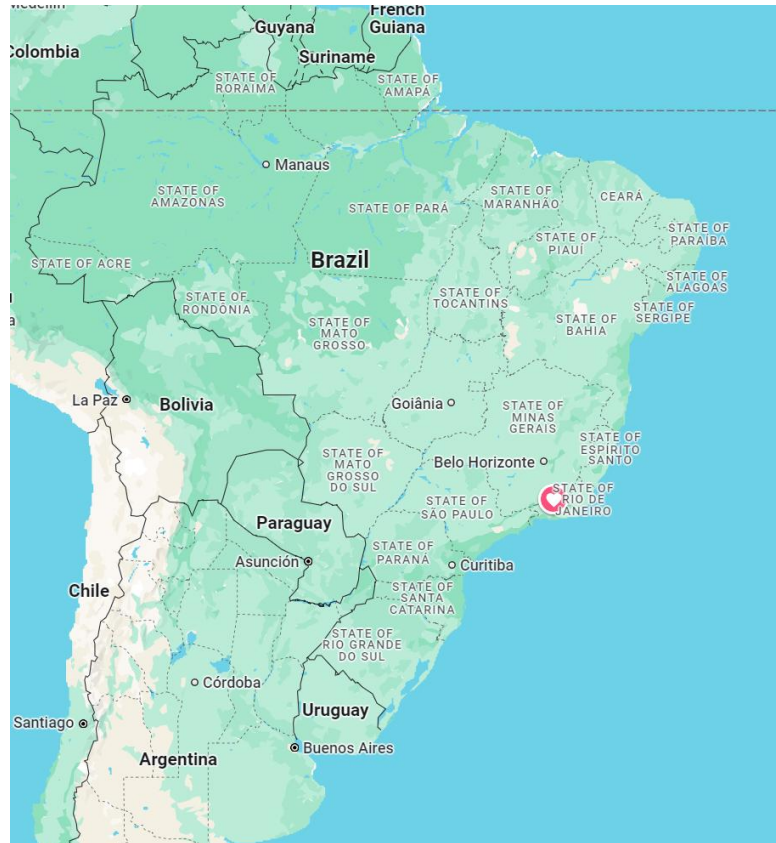 French
Guiana
Guyana
Colombia
Suriname
STATE OF
RORAIMA
STATE OF
AMAPÁ
Manaus
STATE OF
AMAZONAS
STATE OF PARÁ
STATE OF
MARANHÃO
CEARÁ
STATE OF
PARAÍBA
STATE OF
PIAUÍ
Brazil
STATE OF ACRE
STATE OF
ALAGOAS
STATE OF
RONDÔNIA
STATE OF
TOCANTINS
STATE OF
SERGIPE
STATE OF
MATO
GROSSO
STATE OF
BAHIA
La Paz
Bolivia
Goiânia
STATE OF
MINAS
GERAIS
STATE OF
ESPÍRITO
SANTO
STATE OF
MATO
GROSSO
DO SUL
Belo Horizonte
STATE OF
RIO DE
JANEIRO
STATE OF
SÃO PAULO
Paraguay
STATE OF
PARANÁ
Asunción
Curitiba
Chile
STATE OF
SANTA
CATARINA
STATE OF
RIO GRANDE
DO SUL
Córdoba
Uruguay
Santiago
Buenos Aires
Argentina